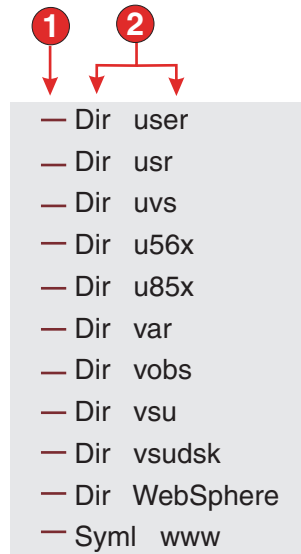 1 2
Dir user
Dir usr
Dir uvs
Dir u56x
Dir u85x
Dir var
Dir vobs
Dir vsu
Dir vsudsk
Dir WebSphere
Syml www